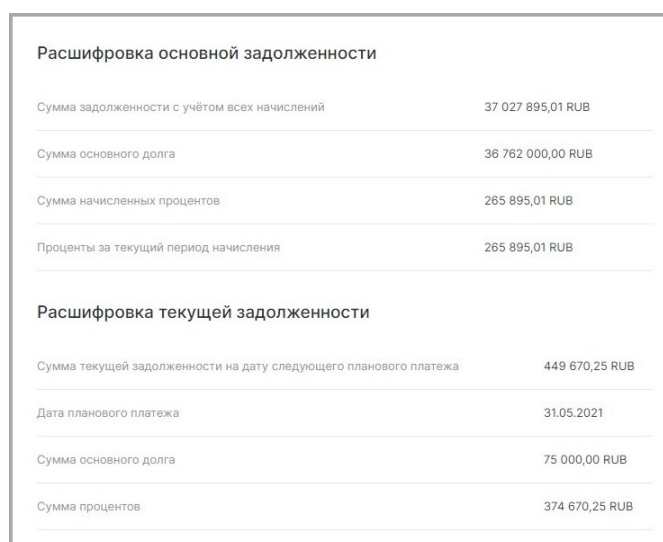 Расшифровка основной задолженности
Сумма задолженности с учётом всех начислений 37 027 895,01 RUB
Сумма основного долга 36 762 000,00 RUB
Сумма начисленных процентов 265 895,01 RUB
Проценты за текущий период начисления 265 895,01 RUB
Расшифровка текущей задолженности
Сумма текущей задолженности на дату следующего планового платежа 449 670,25 RUB
Дата планового платежа 31.05.2021
Сумма основного долга 75 000,00 RUB
Сумма процентов 374 670,25 RUB